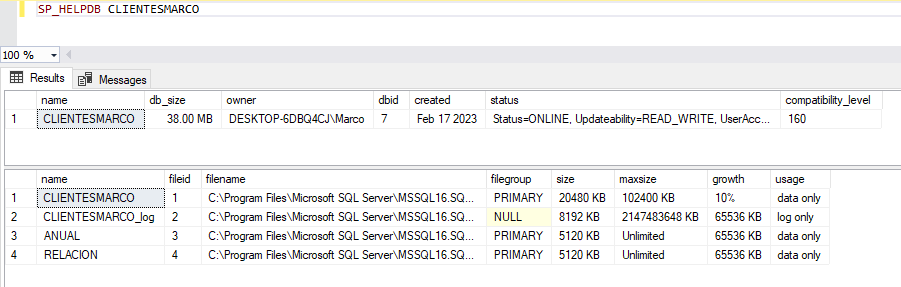 SP_HELPDB CLIENTESMARCO
100 %
Results Messages
name db_size owner dbid created status compatibility_level
1 CLIENTESMARCO 38.00 MB DESKTOP-6DBQ4CJ\Marco 7 Feb 17 2023 Status=ONLINE, Updateability=READ_WRITE, UserAcc... 160
name fileid filename filegroup size maxsize growth usage
1 CLIENTESMARCO 1 C:\Program Files\Microsoft SQL Server\MSSQL16.SQ... PRIMARY 20480 KB 102400 KB 10% data only
2 CLIENTESMARCO_log 2 C:\Program Files\Microsoft SQL Server\MSSQL16.SQ... NULL 8192 KB 2147483648 KB 65536 KB log only
3 ANUAL 3 C:\Program Files\Microsoft SQL Server\MSSQL16.SQ... PRIMARY 5120 KB Unlimited 65536 KB data only
4 RELACION 4 C:\Program Files\Microsoft SQL Server\MSSQL16.SQ... PRIMARY 5120 KB Unlimited 65536 KB data only